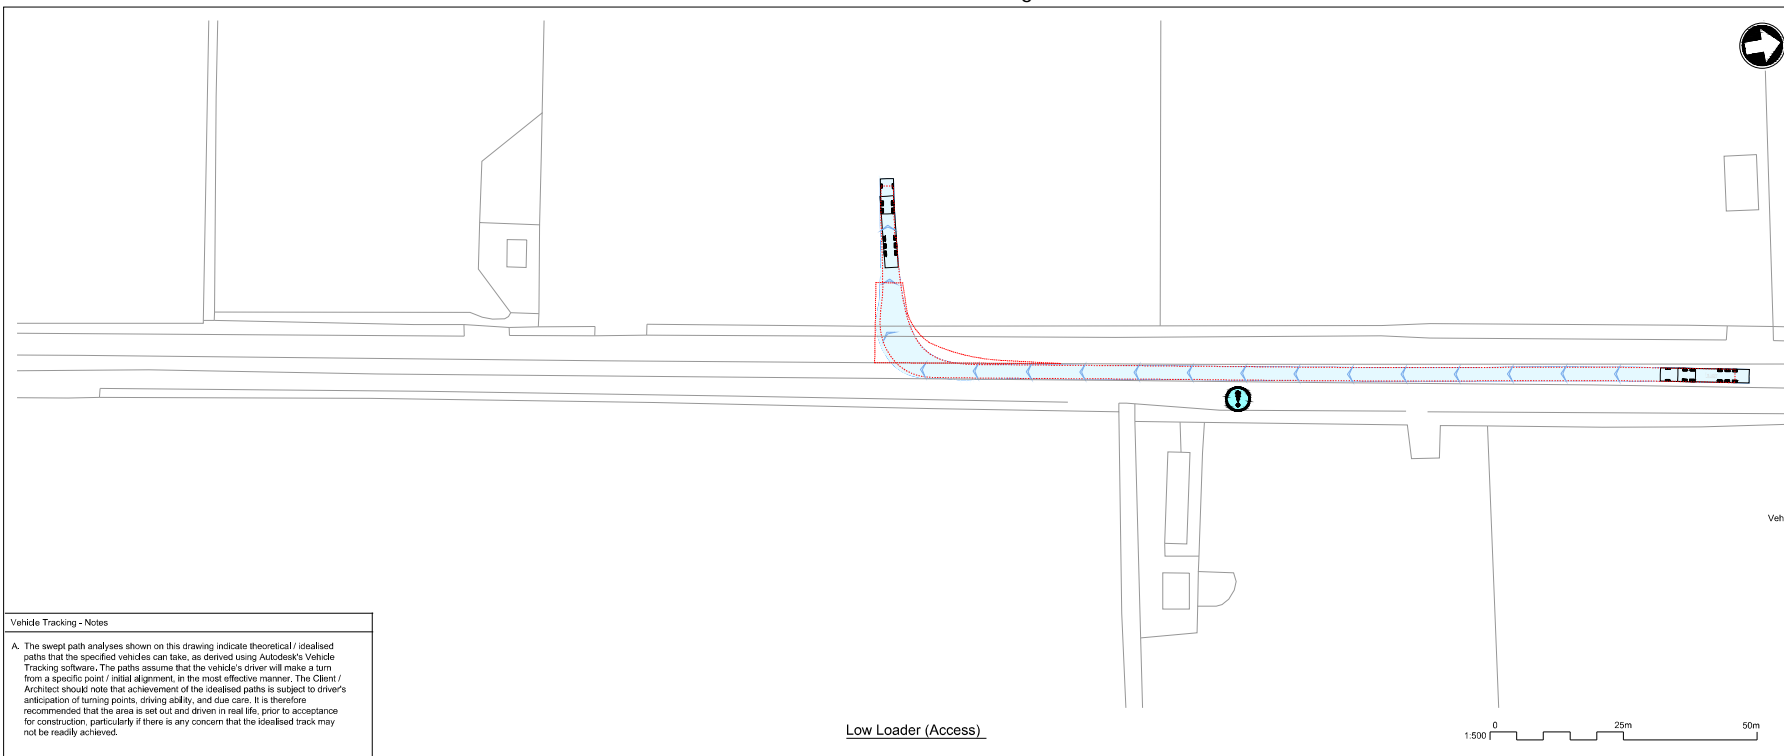 Veh
Vehicle Tracking - Notes
A. The swept path analyses shown on this drawing indicate theoretical / idealised
paths that the specified vehicles can take, as derived using Autodesk's Vehicle
Tracking software. The paths assume that the vehicle's driver will make a turn
from a specific point / initial alignment, in the most effective manner. The Client /
Architect should note that achievement of the idealised paths is subject to driver's
anticipation of turning points, driving ability, and due care. It is therefore
recommended that the area is set out and driven in real life, prior to acceptance
for construction, particularly if there is any concern that the idealised track may
not be readily achieved.
Low Loader (Access)
0 25m 50m
1:500